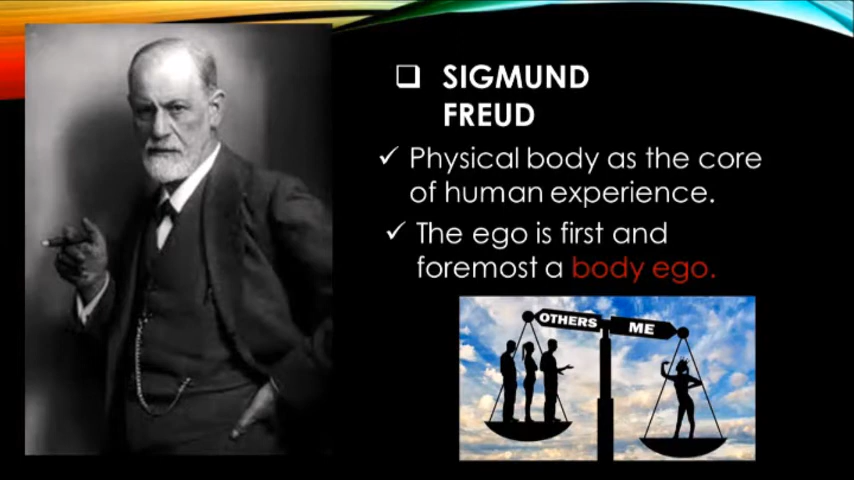 SIGMUND
FREUD
Physical body as the core
of human experience.
The ego is first and
foremost a body ego.
OTHERS ME